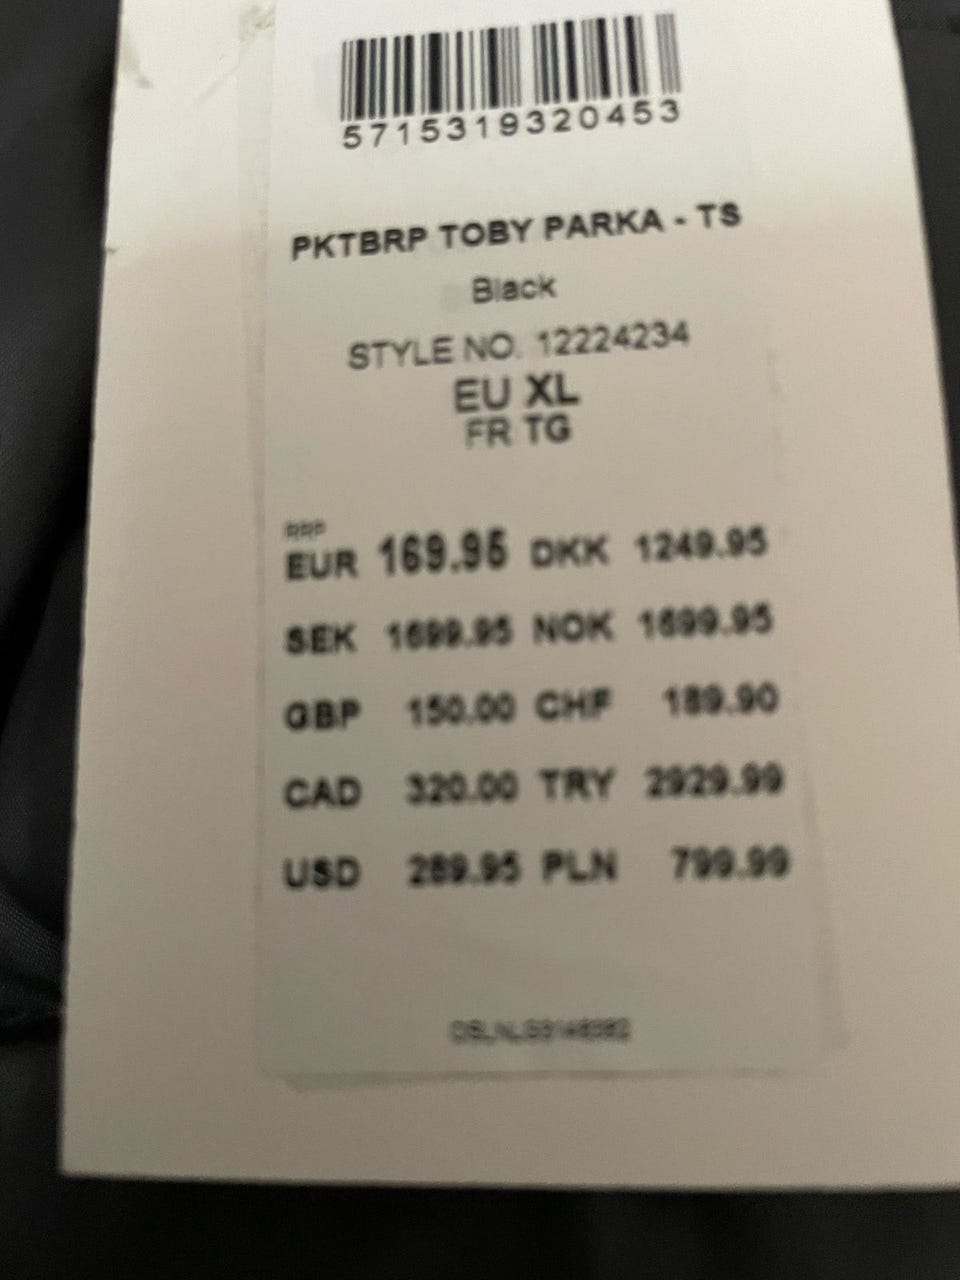 5715319320453
PKTBRP TOBY PARKA - TS
Black
STYLE NO. 12224234
EU XL
FR TG
RRP
EUR 169.95 DKK 1249.95
SEK 1699.95 NOK 1699.95
GBP 150.00 CHF 189.90
CAD 320.00 TRY 2929.99
USD 289.95 PLN 799.99